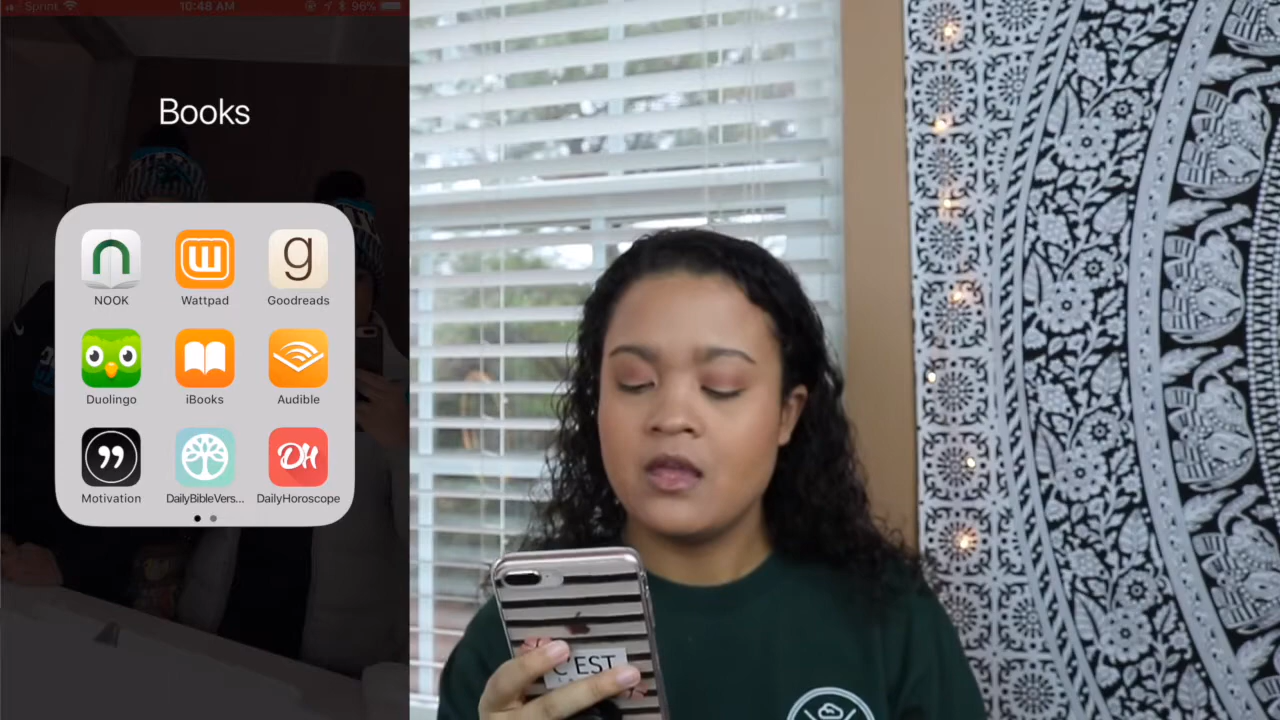 Sprint 10:48 AM 96%
Books
NOOK Wattpad Goodreads
Duolingo iBooks Audible
Motivation DailyBibleVers... DailyHoroscope
C'EST